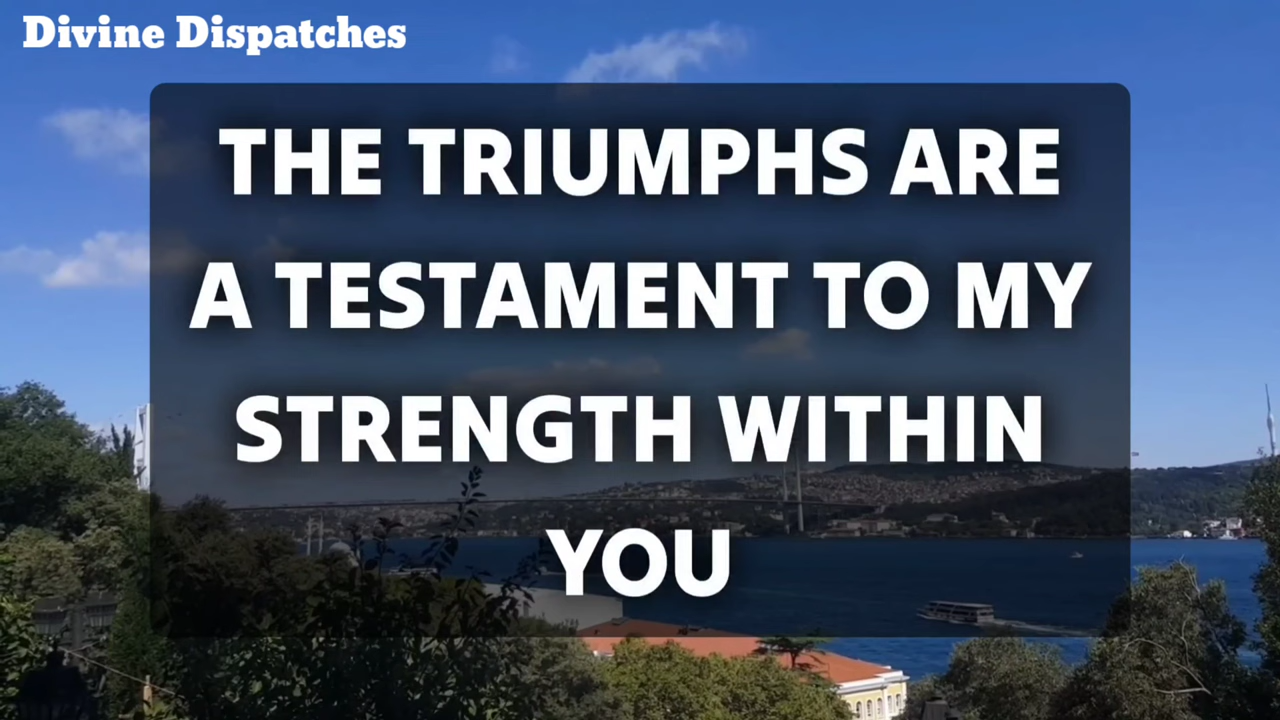 Divine Dispatches
THE TRIUMPHS ARE
A TESTAMENT TO MY
STRENGTH WITHIN
YOU